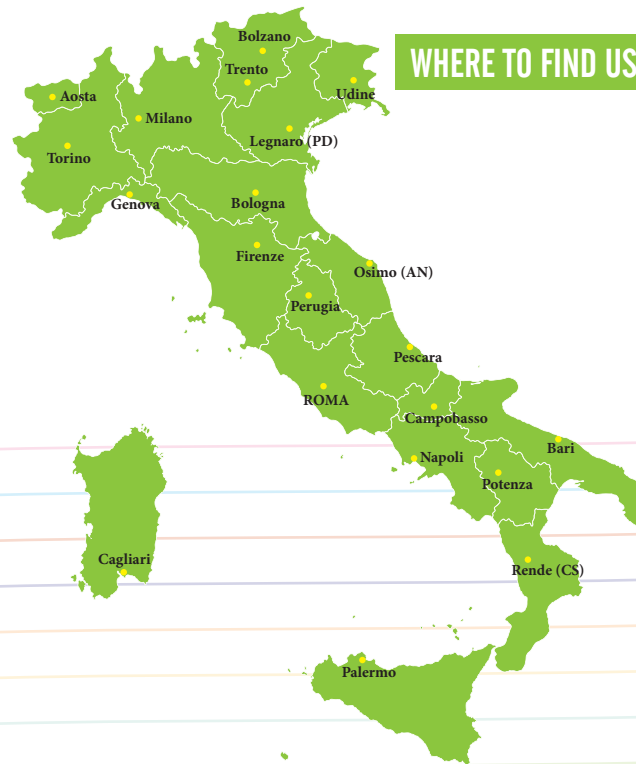 Bolzano
WHERE TO FIND US
Trento
Udine
Aosta
Milano
Legnaro (PD)
Torino
Genova
Bologna
Firenze
Osimo (AN)
Perugia
Pescara
ROMA
Campobasso
Bari
Napoli
Potenza
Cagliari
Rende (CS)
Palermo